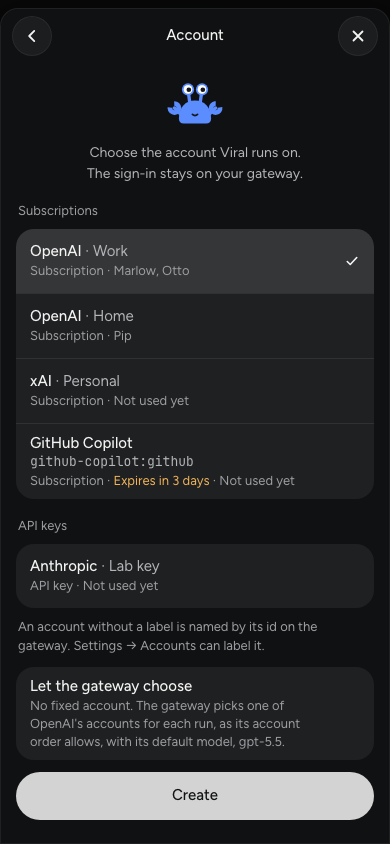 Account
Choose the account Viral runs on.
The sign-in stays on your gateway.
Subscriptions
OpenAI · Work
Subscription · Marlow, Otto
OpenAI · Home
Subscription · Pip
xAI · Personal
Subscription · Not used yet
GitHub Copilot
github-copilot:github
Subscription · Expires in 3 days · Not used yet
API keys
Anthropic · Lab key
API key · Not used yet
An account without a label is named by its id on the
gateway. Settings → Accounts can label it.
Let the gateway choose
No fixed account. The gateway picks one of
OpenAI's accounts for each run, as its account
order allows, with its default model, gpt-5.5.
Create